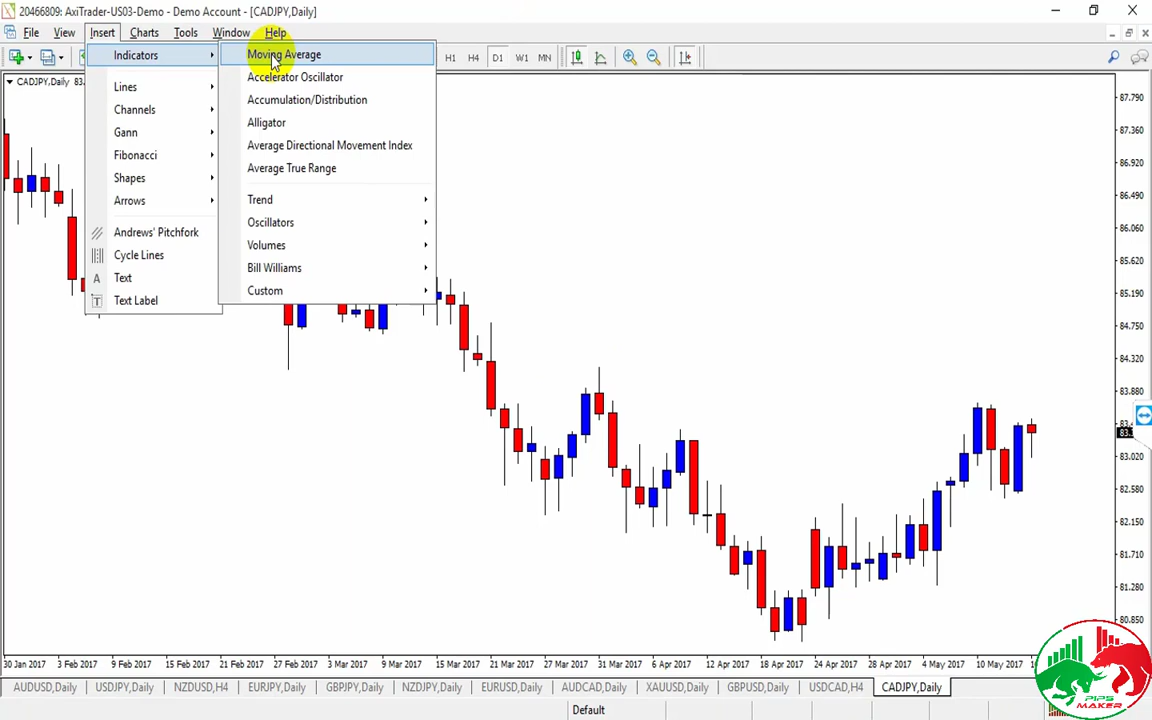 20466809: AxiTrader-US03-Demo - Demo Account - [CADJPY,Daily]
File View Insert Charts Tools Window Help
Indicators
Lines
Channels
Gann
Fibonacci
Shapes
Arrows
Andrews' Pitchfork
Cycle Lines
Text
Text Label
Moving Average
Accelerator Oscillator
Accumulation/Distribution
Alligator
Average Directional Movement Index
Average True Range
Trend
Oscillators
Volumes
Bill Williams
Custom
H1 H4 D1 W1 MN
CADJPY,Daily 83.
87.790
87.360
86.920
86.490
86.060
85.620
85.190
84.750
84.320
83.880
83.020
82.580
82.150
81.710
81.280
80.850
30 Jan 2017 3 Feb 2017 9 Feb 2017 15 Feb 2017 21 Feb 2017 27 Feb 2017 3 Mar 2017 9 Mar 2017 15 Mar 2017 21 Mar 2017 27 Mar 2017 31 Mar 2017 6 Apr 2017 12 Apr 2017 18 Apr 2017 24 Apr 2017 28 Apr 2017 4 May 2017 10 May 2017
AUDUSD,Daily USDJPY,Daily NZDUSD,H4 EURJPY,Daily GBPJPY,Daily NZDJPY,Daily EURUSD,Daily AUDCAD,Daily XAUUSD,Daily GBPUSD,Daily USDCAD,H4 CADJPY,Daily
Default
PIPS
MAKER